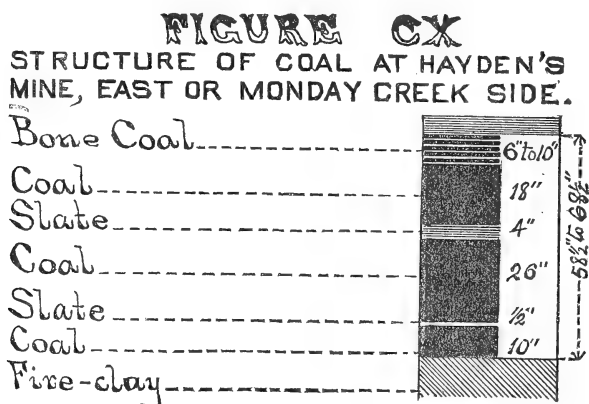 FIGURE CX
STRUCTURE OF COAL AT HAYDEN'S
MINE, EAST OR MONDAY CREEK SIDE.
Bone Coal 6" to 10"
Coal 18"
Slate 4"
Coal 26"
Slate ½"
Coal 10"
Fire-clay
58½" to 68½"